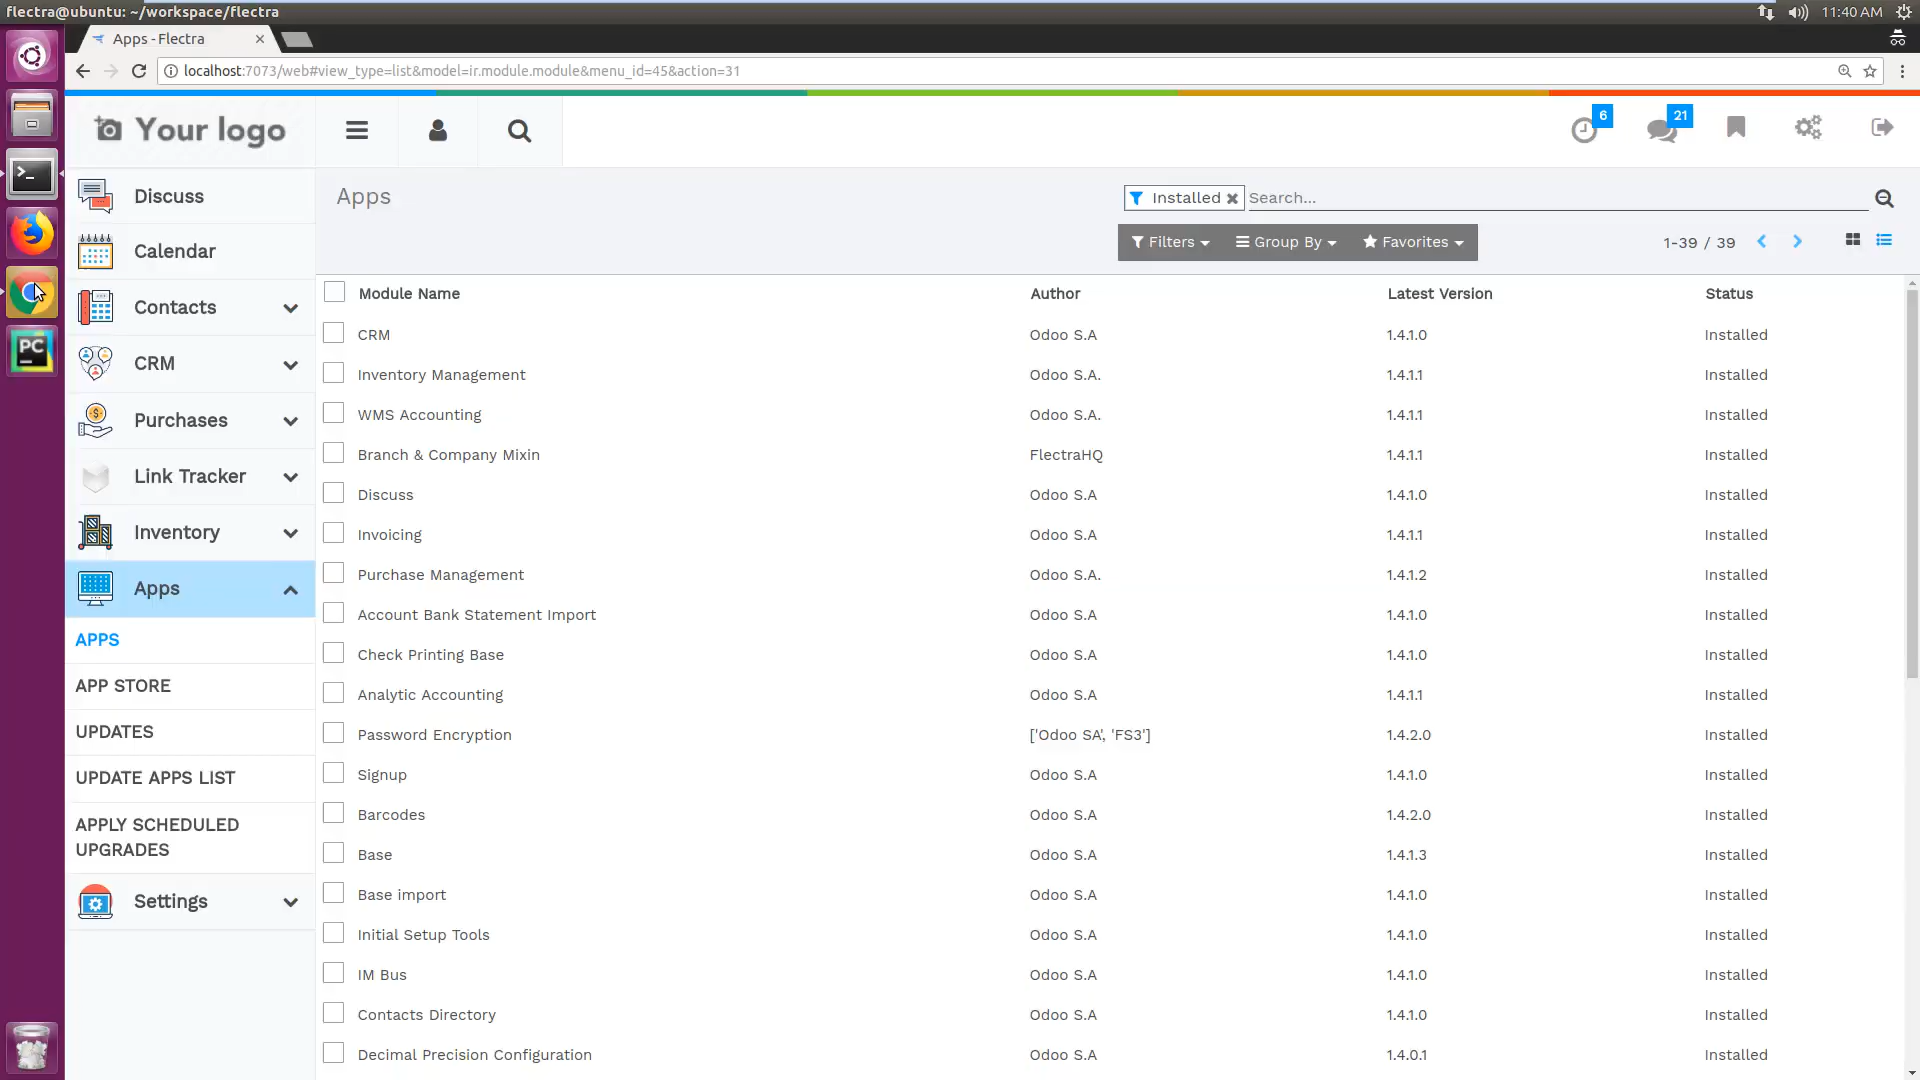 flectra@ubuntu: ~/workspace/flectra
11:40 AM
Apps - Flectra
localhost:7073/web#view_type=list&model=ir.module.module&menu_id=45&action=31
Your logo
6
21
Discuss
Calendar
Contacts
CRM
Purchases
Link Tracker
Inventory
Apps
APPS
APP STORE
UPDATES
UPDATE APPS LIST
APPLY SCHEDULED
UPGRADES
Settings
Apps
Installed Search...
Filters Group By Favorites
1-39 / 39
Module Name Author Latest Version Status
CRM Odoo S.A 1.4.1.0 Installed
Inventory Management Odoo S.A. 1.4.1.1 Installed
WMS Accounting Odoo S.A. 1.4.1.1 Installed
Branch & Company Mixin FlectraHQ 1.4.1.1 Installed
Discuss Odoo S.A 1.4.1.0 Installed
Invoicing Odoo S.A 1.4.1.1 Installed
Purchase Management Odoo S.A. 1.4.1.2 Installed
Account Bank Statement Import Odoo S.A 1.4.1.0 Installed
Check Printing Base Odoo S.A 1.4.1.0 Installed
Analytic Accounting Odoo S.A 1.4.1.1 Installed
Password Encryption ['Odoo SA', 'FS3'] 1.4.2.0 Installed
Signup Odoo S.A 1.4.1.0 Installed
Barcodes Odoo S.A 1.4.2.0 Installed
Base Odoo S.A 1.4.1.3 Installed
Base import Odoo S.A 1.4.1.0 Installed
Initial Setup Tools Odoo S.A 1.4.1.0 Installed
IM Bus Odoo S.A 1.4.1.0 Installed
Contacts Directory Odoo S.A 1.4.1.0 Installed
Decimal Precision Configuration Odoo S.A 1.4.0.1 Installed
PC